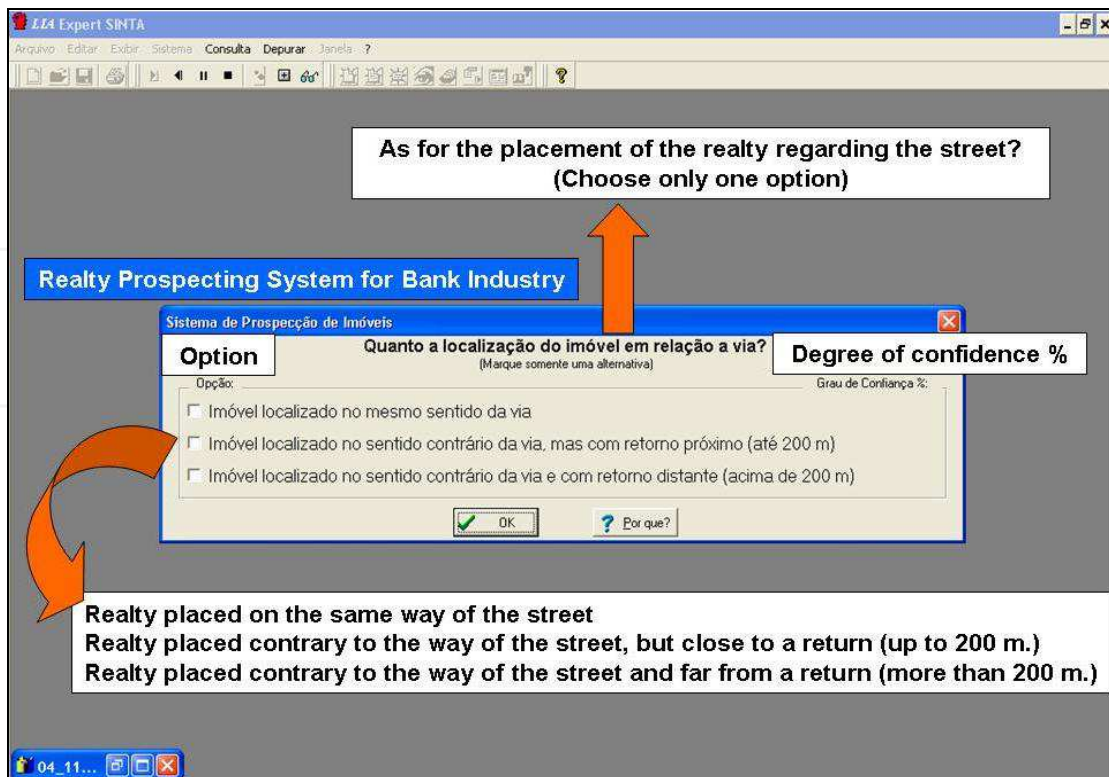 LIA Expert SINTA
Arquivo Editar Exibir Sistema Consulta Depurar Janela ?
As for the placement of the realty regarding the street?
(Choose only one option)
Realty Prospecting System for Bank Industry
Sistema de Prospecção de Imóveis
Option
Quanto a localização do imóvel em relação a via?
(Marque somente uma alternativa)
Degree of confidence %
Opção:
Grau de Confiança %:
Imóvel localizado no mesmo sentido da via
Imóvel localizado no sentido contrário da via, mas com retorno próximo (até 200 m)
Imóvel localizado no sentido contrário da via e com retorno distante (acima de 200 m)
OK
Por que?
Realty placed on the same way of the street
Realty placed contrary to the way of the street, but close to a return (up to 200 m.)
Realty placed contrary to the way of the street and far from a return (more than 200 m.)
04_11...